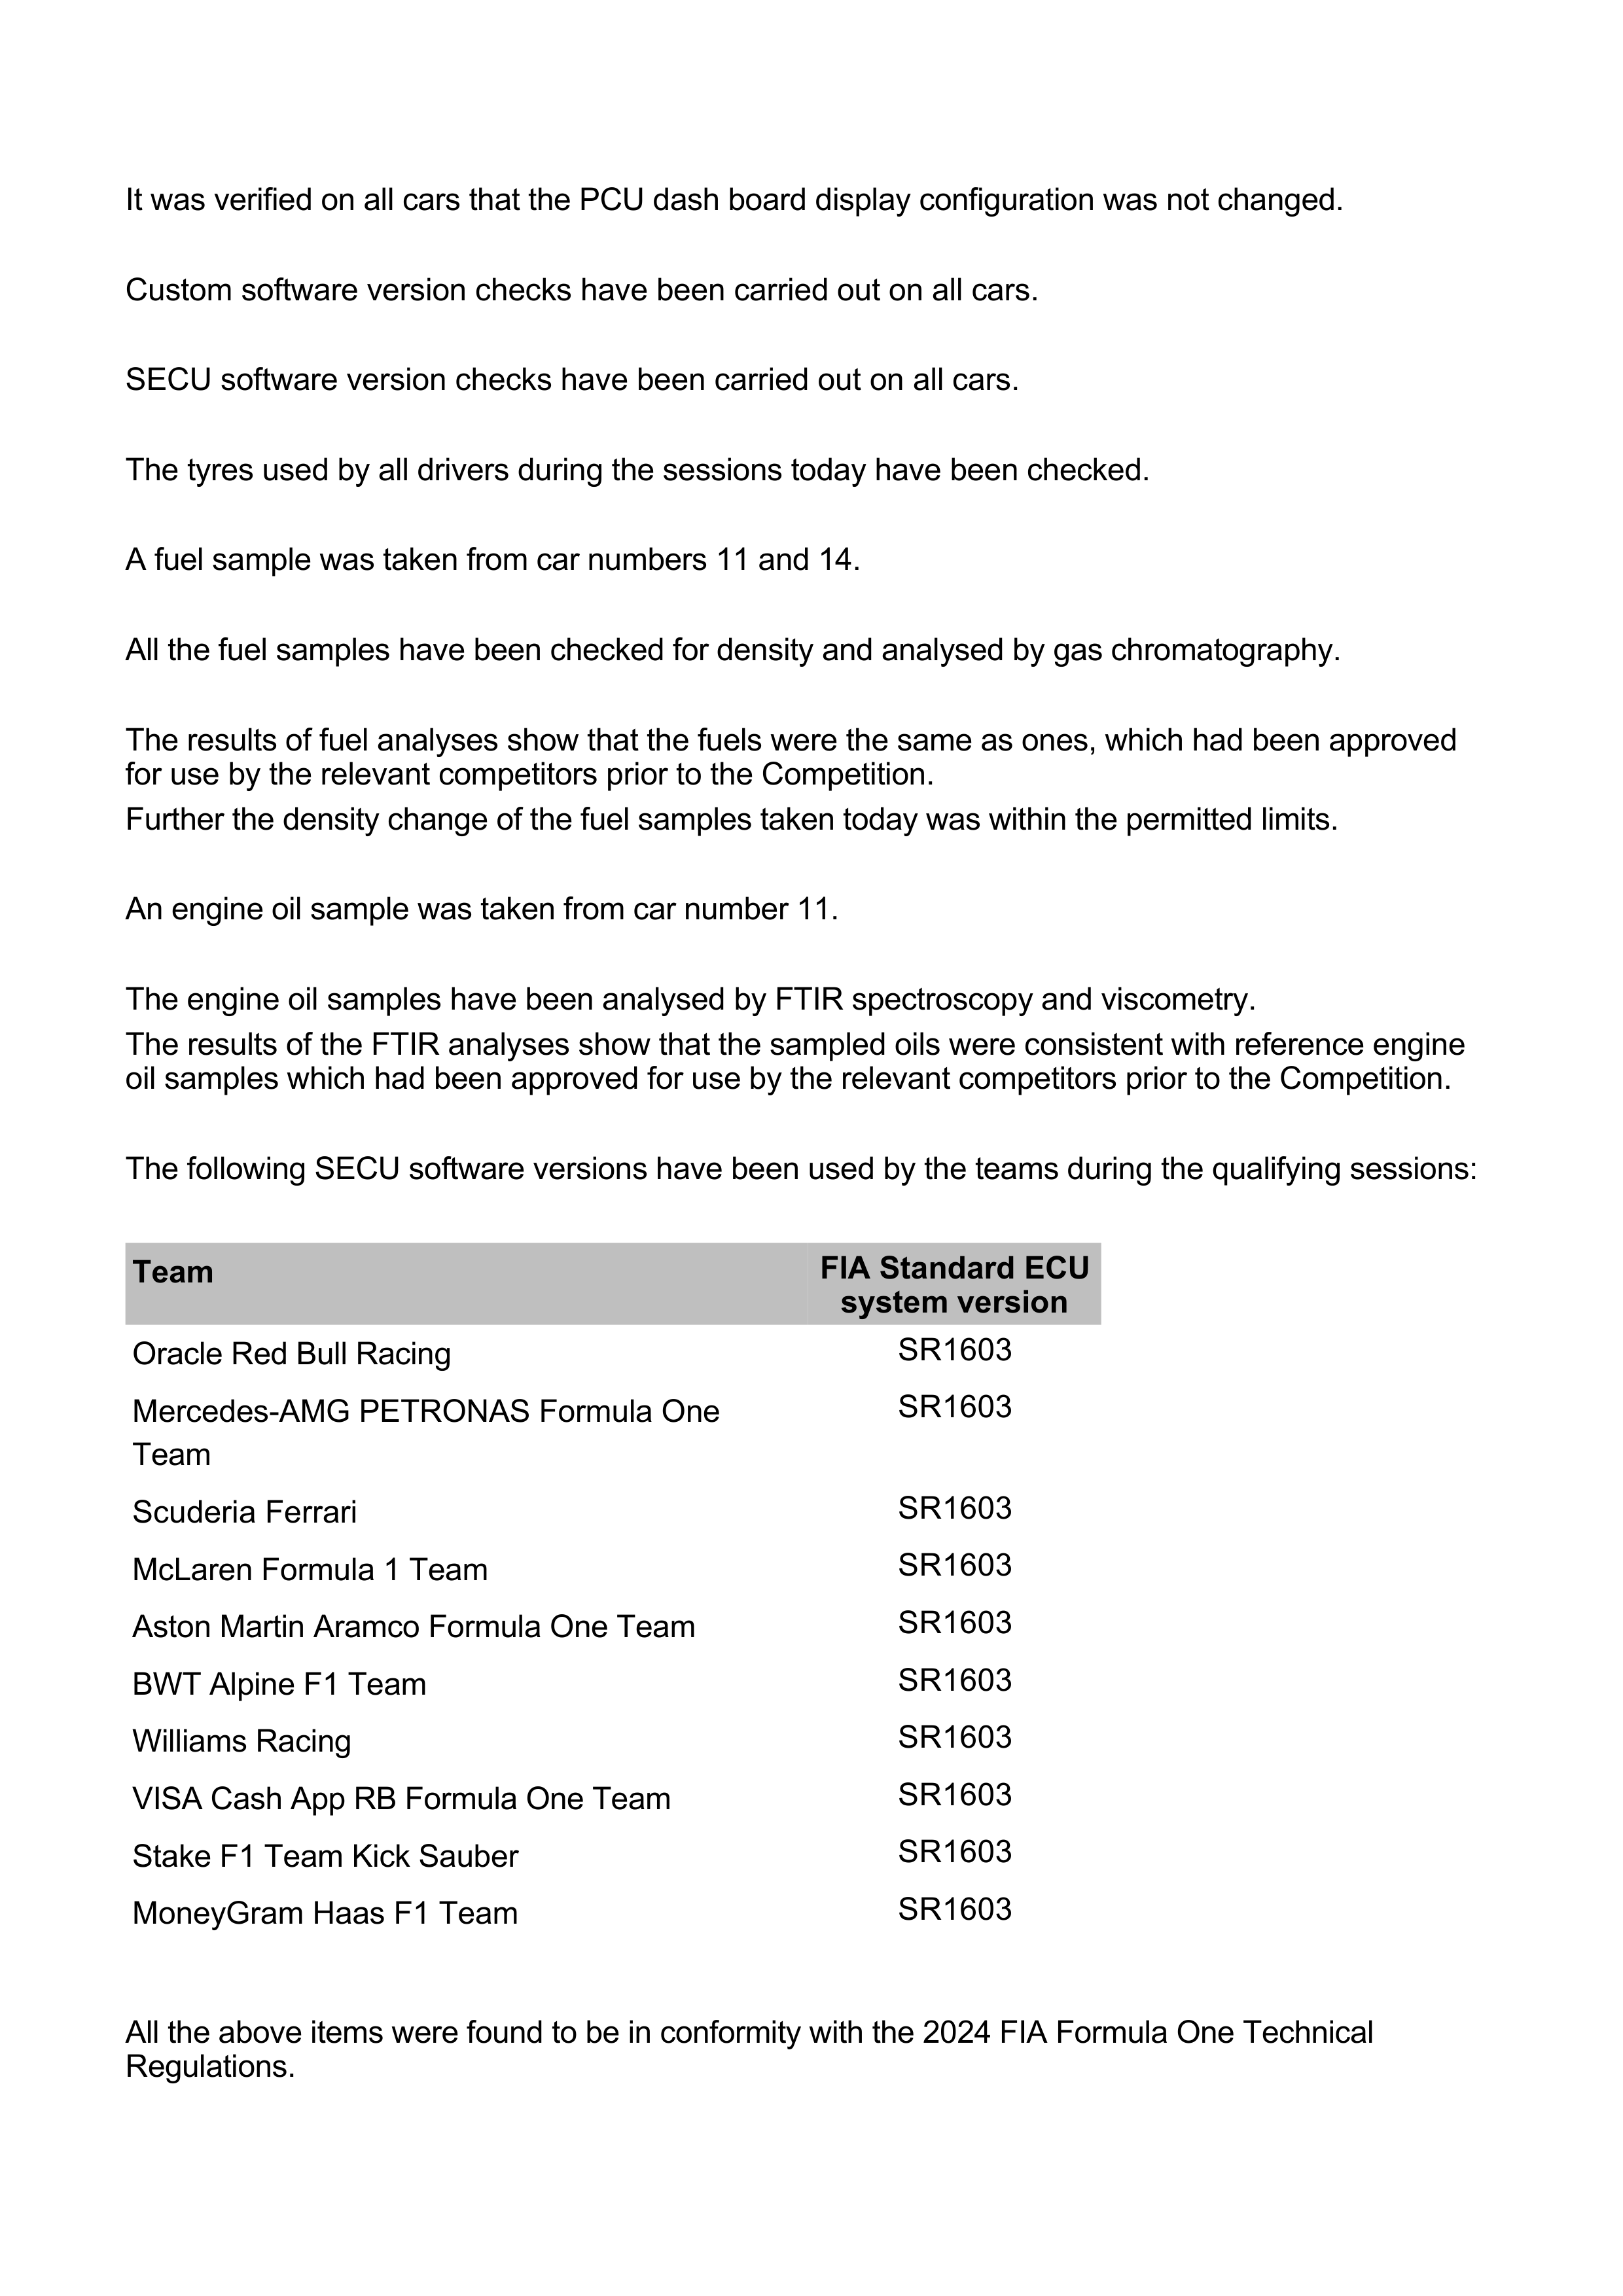 It was verified on all cars that the PCU dash board display configuration was not changed.
Custom software version checks have been carried out on all cars.
SECU software version checks have been carried out on all cars.
The tyres used by all drivers during the sessions today have been checked.
A fuel sample was taken from car numbers 11 and 14.
All the fuel samples have been checked for density and analysed by gas chromatography.
The results of fuel analyses show that the fuels were the same as ones, which had been approved
for use by the relevant competitors prior to the Competition.
Further the density change of the fuel samples taken today was within the permitted limits.
An engine oil sample was taken from car number 11.
The engine oil samples have been analysed by FTIR spectroscopy and viscometry.
The results of the FTIR analyses show that the sampled oils were consistent with reference engine
oil samples which had been approved for use by the relevant competitors prior to the Competition.
The following SECU software versions have been used by the teams during the qualifying sessions:
Team FIA Standard ECU
system version
Oracle Red Bull Racing SR1603
Mercedes-AMG PETRONAS Formula One SR1603
Team
Scuderia Ferrari SR1603
McLaren Formula 1 Team SR1603
Aston Martin Aramco Formula One Team SR1603
BWT Alpine F1 Team SR1603
Williams Racing SR1603
VISA Cash App RB Formula One Team SR1603
Stake F1 Team Kick Sauber SR1603
MoneyGram Haas F1 Team SR1603
All the above items were found to be in conformity with the 2024 FIA Formula One Technical
Regulations.